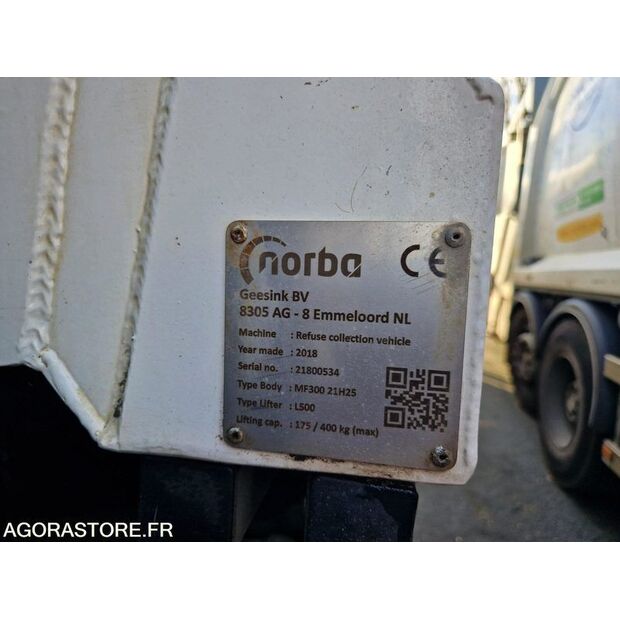 norba CE
Geesink BV
8305 AG - 8 Emmeloord NL
Machine : Refuse collection vehicle
Year made : 2018
Serial no. : 21800534
Type Body : MF300 21H25
Type Lifter : L500
Lifting cap. : 175 / 400 kg (max)
AGORASTORE.FR